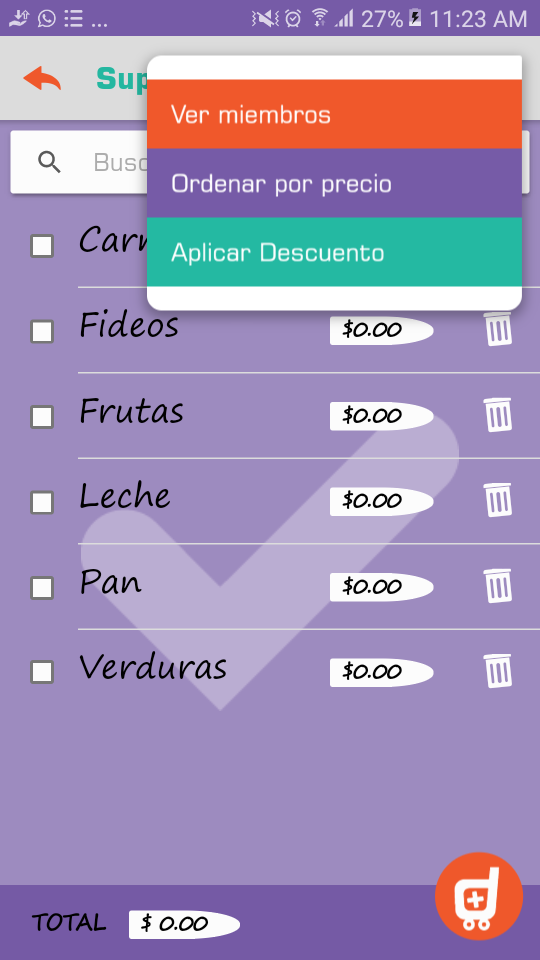 27% 11:23 AM
Sup
Ver miembros
Busc
Ordenar por precio
Aplicar Descuento
Carn
Fideos $0.00
Frutas $0.00
Leche $0.00
Pan $0.00
Verduras $0.00
TOTAL $ 0.00